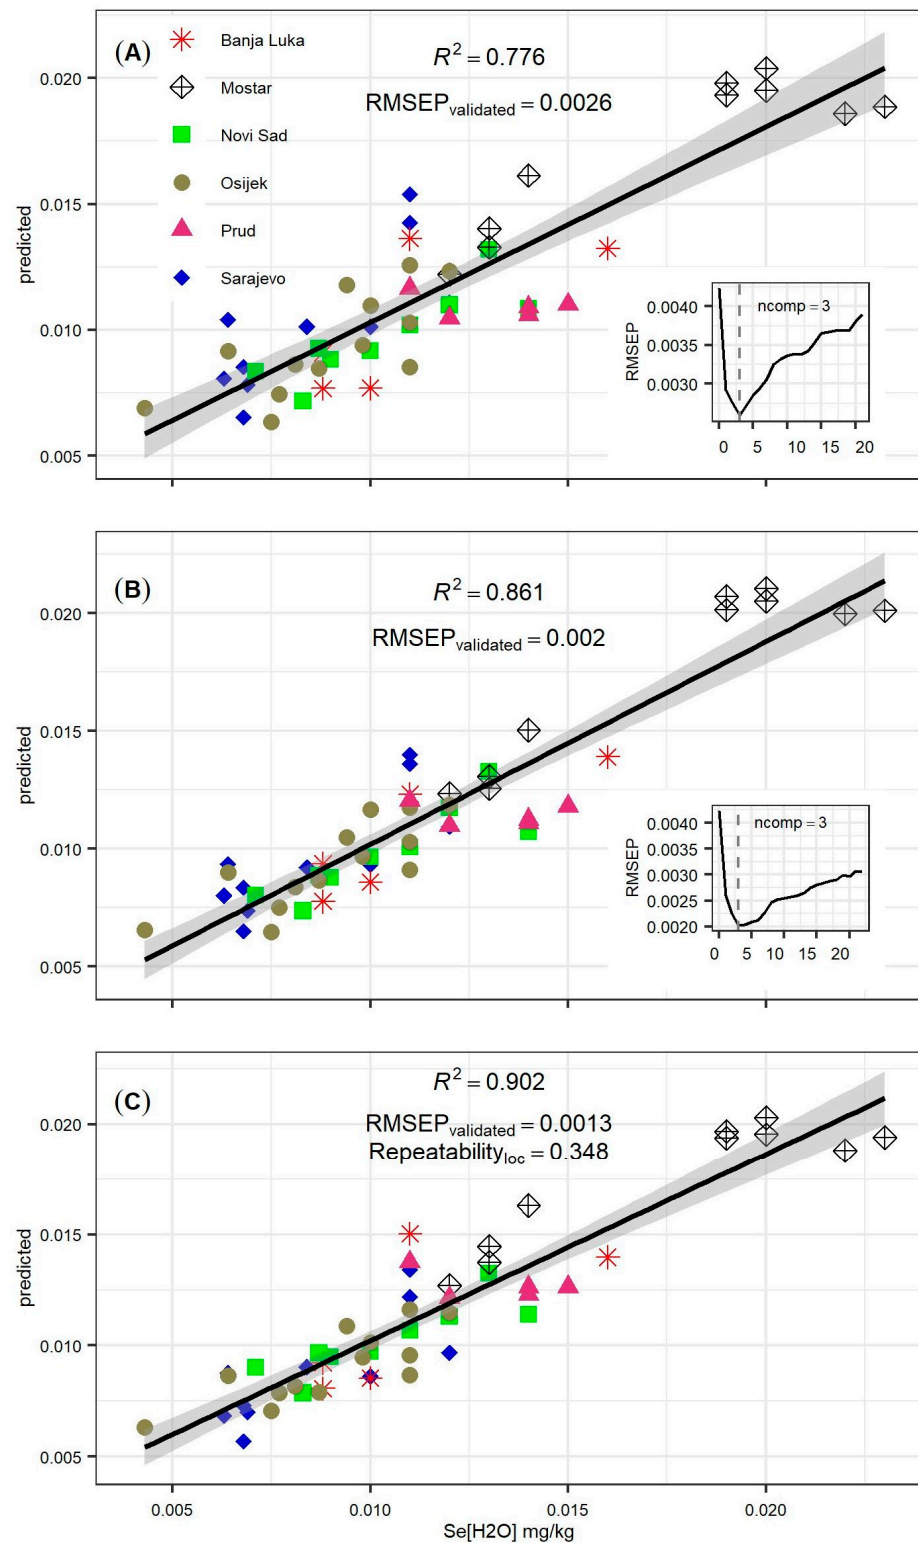 (A)
Banja Luka
Mostar
Novi Sad
Osijek
Prud
Sarajevo
R² = 0.776
RMSEPvalidated = 0.0026
predicted
0.020
0.015
0.010
0.005
RMSEP
0.0040
0.0035
0.0030
ncomp = 3
0 5 10 15 20
(B)
R² = 0.861
RMSEPvalidated = 0.002
predicted
0.020
0.015
0.010
0.005
RMSEP
0.0040
0.0035
0.0030
0.0025
0.0020
ncomp = 3
0 5 10 15 20
(C)
R² = 0.902
RMSEPvalidated = 0.0013
Repeatabilityloc = 0.348
predicted
0.020
0.015
0.010
0.005
0.005 0.010 0.015 0.020
Se[H2O] mg/kg